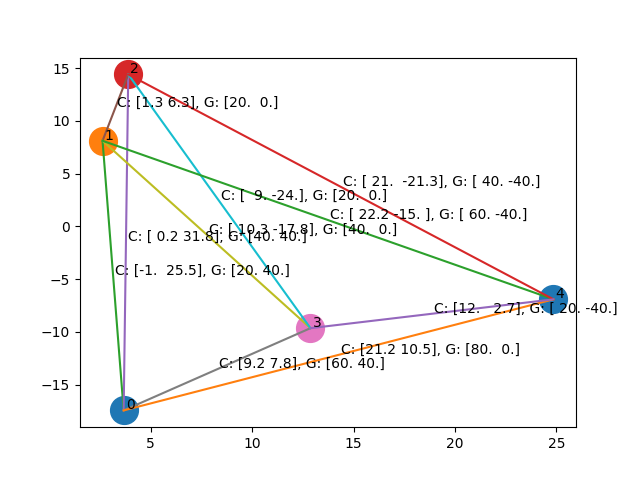 15
10
5
0
−5
−10
−15
2
C: [1.3 6.3], G: [20.  0.]
1
C: [ 21.  -21.3], G: [ 40. -40.]
C: [  -9. -24.], G: [20.  0.]
C: [ 22.2 -15. ], G: [ 60. -40.]
C: [ 10.3 -17.8], G: [40.  0.]
C: [ 0.2 31.8], G: [40. 40.]
C: [-1.  25.5], G: [20. 40.]
4
C: [12.   2.7], G: [ 20. -40.]
3
C: [21.2 10.5], G: [80.  0.]
C: [9.2 7.8], G: [60. 40.]
0
5
10
15
20
25